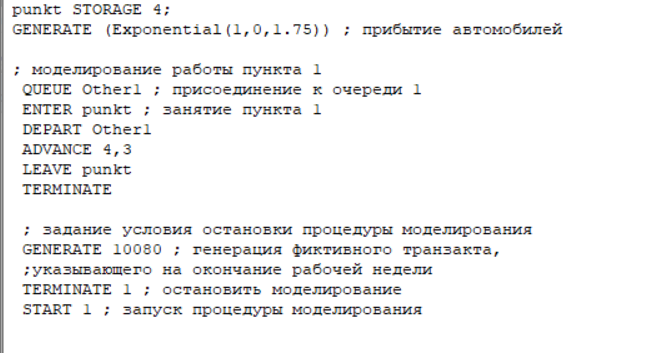 punkt STORAGE 4;
GENERATE (Exponential(1,0,1.75)) ; прибытие автомобилей
; моделирование работы пункта 1
QUEUE Other1 ; присоединение к очереди 1
ENTER punkt ; занятие пункта 1
DEPART Other1
ADVANCE 4,3
LEAVE punkt
TERMINATE
; задание условия остановки процедуры моделирования
GENERATE 10080 ; генерация фиктивного транзакта,
;указывающего на окончание рабочей недели
TERMINATE 1 ; остановить моделирование
START 1 ; запуск процедуры моделирования